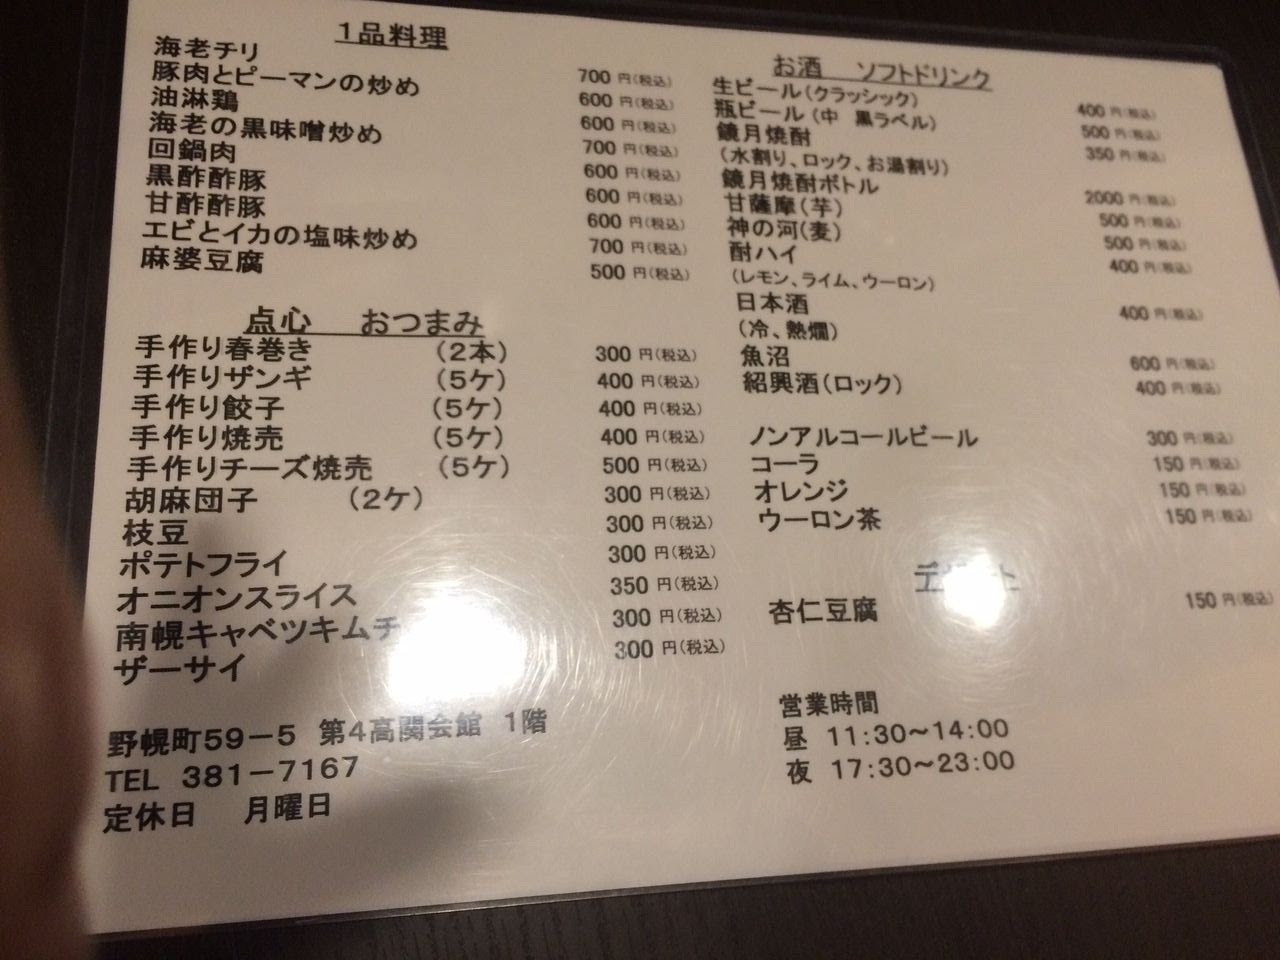 1品料理
海老チリ 700円(税込)
豚肉とピーマンの炒め 600円(税込)
油淋鶏 600円(税込)
海老の黒味噌炒め 700円(税込)
回鍋肉 600円(税込)
黒酢酢豚 600円(税込)
甘酢酢豚 600円(税込)
エビとイカの塩味炒め 700円(税込)
麻婆豆腐 500円(税込)
点心 おつまみ
手作り春巻き (2本) 300円(税込)
手作りザンギ (5ケ) 400円(税込)
手作り餃子 (5ケ) 400円(税込)
手作り焼売 (5ケ) 400円(税込)
手作りチーズ焼売 (5ケ) 500円(税込)
胡麻団子 (2ケ) 300円(税込)
枝豆 300円(税込)
ポテトフライ 300円(税込)
オニオンスライス 350円(税込)
南幌キャベツキムチ 300円(税込)
ザーサイ 300円(税込)
野幌町59-5 第4高関会館 1階
TEL 381-7167
定休日 月曜日
お酒 ソフトドリンク
生ビール(クラッシック) 400円(税込)
瓶ビール(中 黒ラベル) 500円(税込)
鏡月焼酎 350円(税込)
(水割り、ロック、お湯割り)
鏡月焼酎ボトル 2000円(税込)
甘薩摩(芋) 500円(税込)
神の河(麦) 500円(税込)
酎ハイ 400円(税込)
(レモン、ライム、ウーロン)
日本酒 400円(税込)
(冷、熱燗)
魚沼 600円(税込)
紹興酒(ロック) 400円(税込)
ノンアルコールビール 300円(税込)
コーラ 150円(税込)
オレンジ 150円(税込)
ウーロン茶 150円(税込)
デザート
杏仁豆腐 150円(税込)
営業時間
昼 11:30~14:00
夜 17:30~23:00